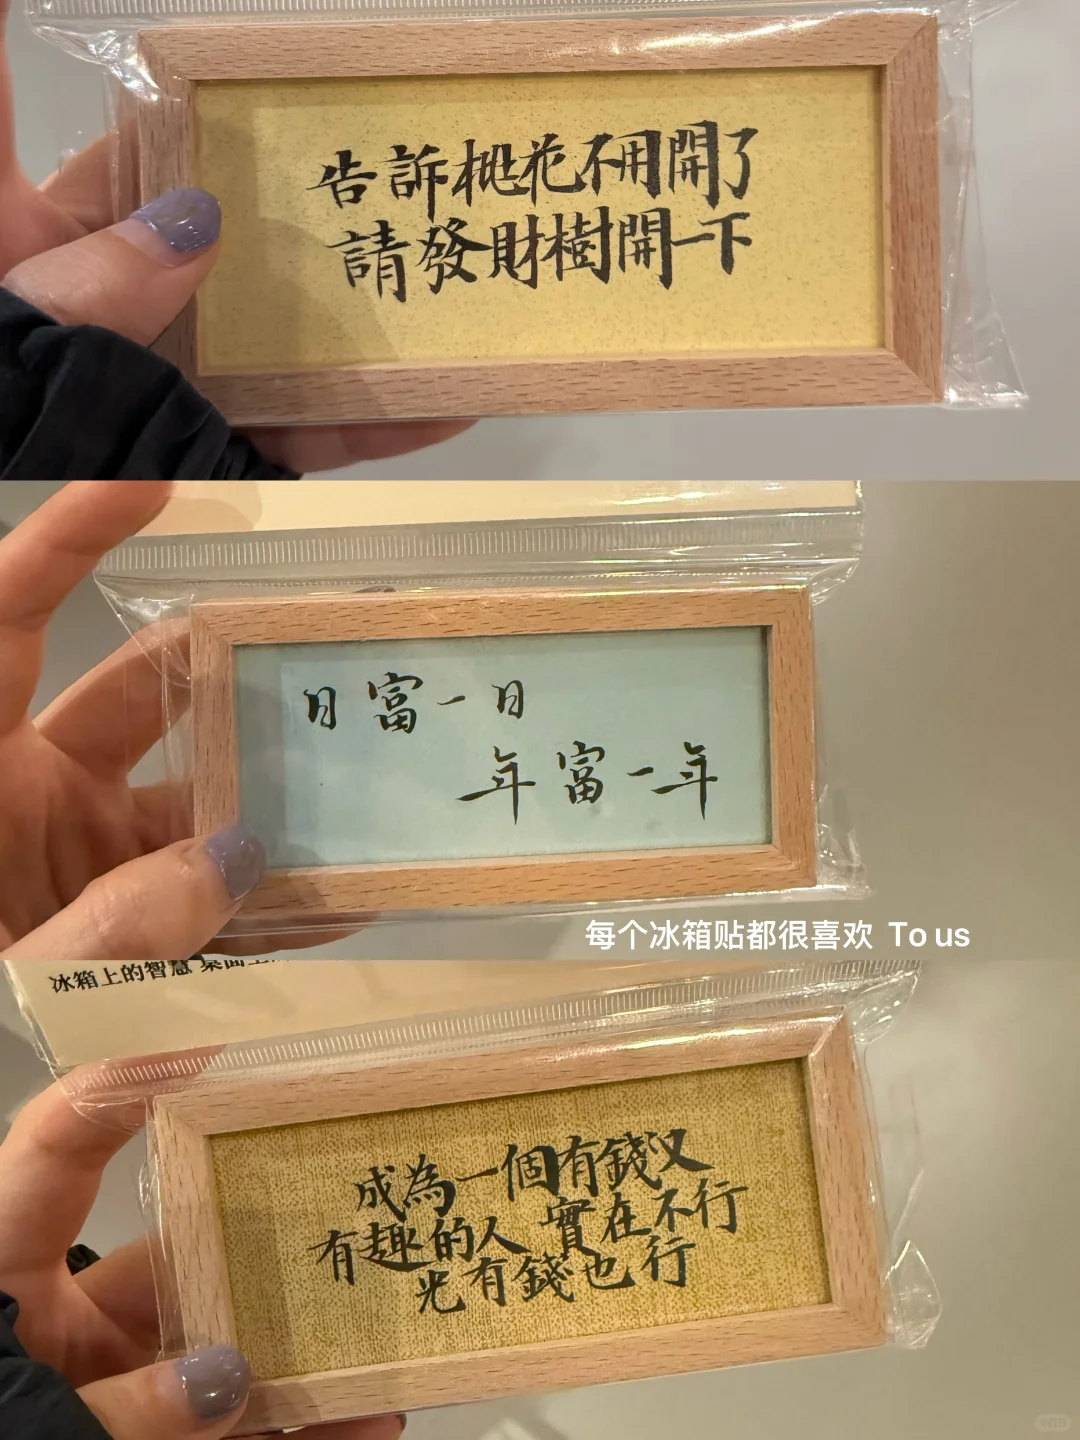 告訴桃花不用開了
請發財樹開一下
日富一日
年富一年
每个冰箱贴都很喜欢 To us
冰箱上的智慧 桌面上
成為一個有錢又
有趣的人 實在不行
光有錢也行